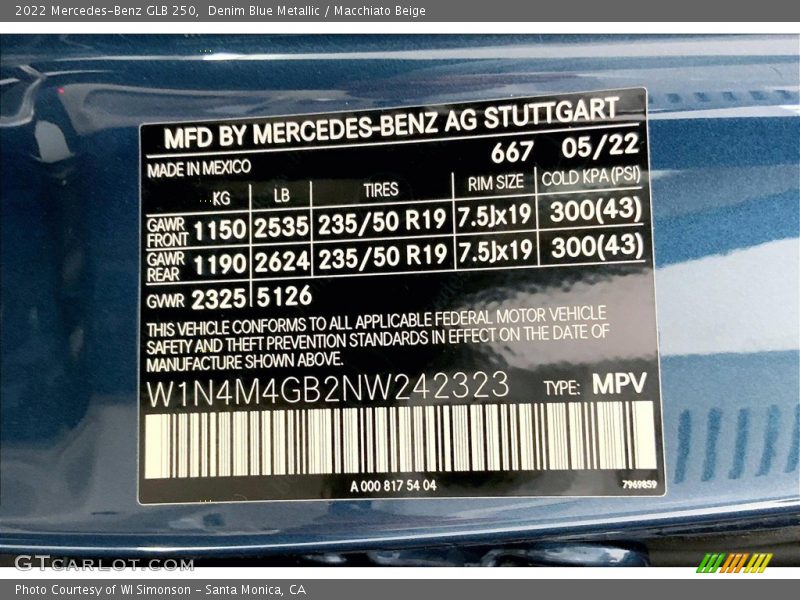 2022 Mercedes-Benz GLB 250, Denim Blue Metallic / Macchiato Beige
MFD BY MERCEDES-BENZ AG STUTTGART
MADE IN MEXICO 667 05/22
KG LB TIRES RIM SIZE COLD KPA(PSI)
GAWR FRONT 1150 2535 235/50 R19 7.5Jx19 300(43)
GAWR REAR 1190 2624 235/50 R19 7.5Jx19 300(43)
GVWR 2325 5126
THIS VEHICLE CONFORMS TO ALL APPLICABLE FEDERAL MOTOR VEHICLE
SAFETY AND THEFT PREVENTION STANDARDS IN EFFECT ON THE DATE OF
MANUFACTURE SHOWN ABOVE.
W1N4M4GB2NW242323 TYPE: MPV
A 000 817 54 04 7969859
GTCarLot.com
Photo Courtesy of WI Simonson - Santa Monica, CA